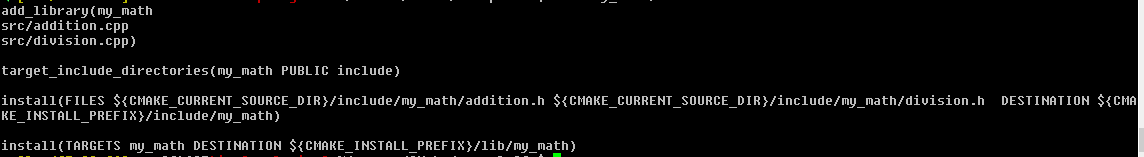 add_library(my_math
src/addition.cpp
src/division.cpp)
target_include_directories(my_math PUBLIC include)
install(FILES ${CMAKE_CURRENT_SOURCE_DIR}/include/my_math/addition.h ${CMAKE_CURRENT_SOURCE_DIR}/include/my_math/division.h  DESTINATION ${CMA
KE_INSTALL_PREFIX}/include/my_math)
install(TARGETS my_math DESTINATION ${CMAKE_INSTALL_PREFIX}/lib/my_math)